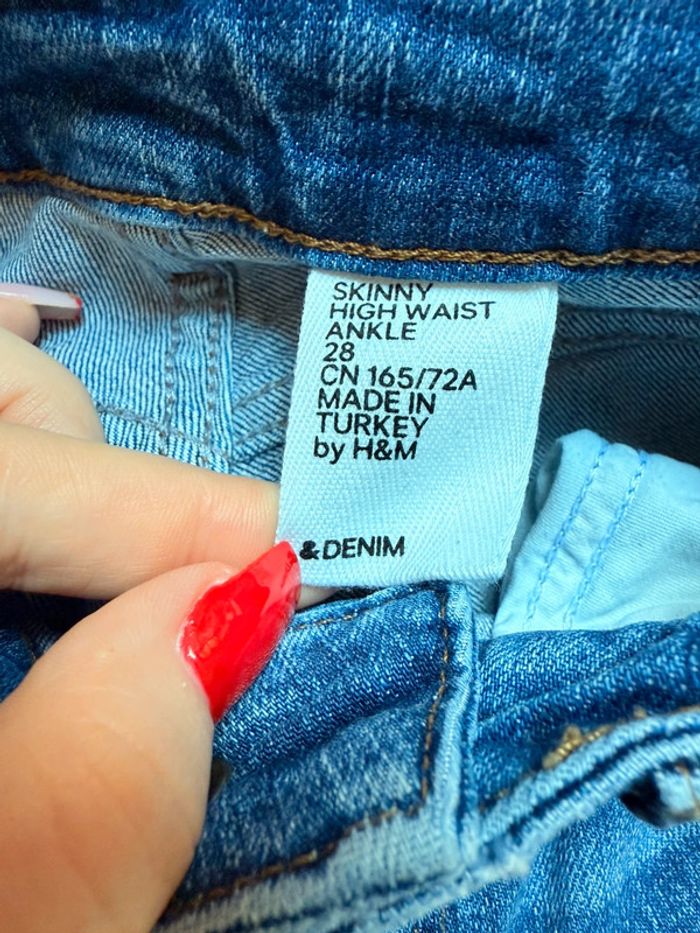 SKINNY
HIGH WAIST
ANKLE
28
CN 165/72A
MADE IN
TURKEY
by H&M
&DENIM